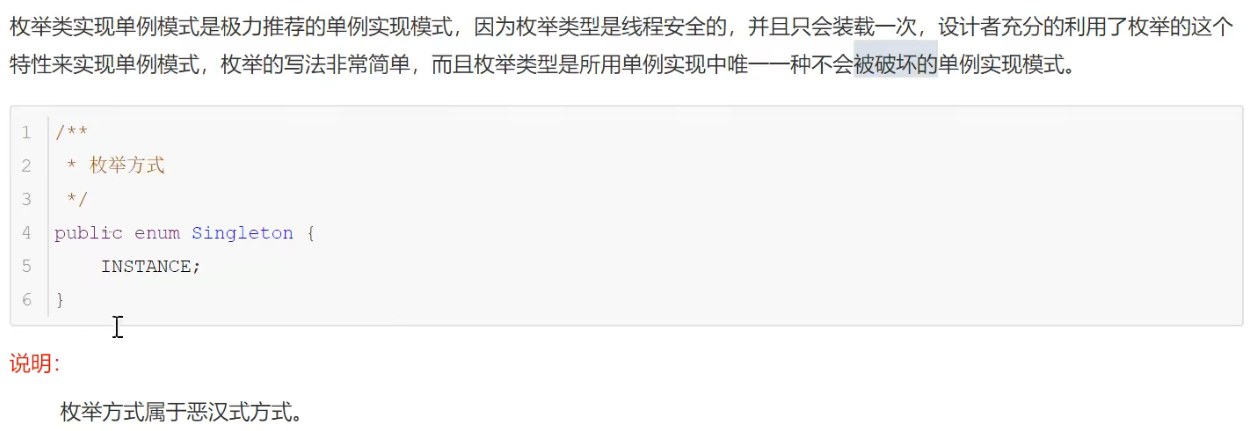 枚举类实现单例模式是极力推荐的单例实现模式，因为枚举类型是线程安全的，并且只会装载一次，设计者充分的利用了枚举的这个
特性来实现单例模式，枚举的写法非常简单，而且枚举类型是所用单例实现中唯一一种不会被破坏的单例实现模式。
1 /**
2  * 枚举方式
3  */
4 public enum Singleton {
5     INSTANCE;
6 }
说明：
枚举方式属于恶汉式方式。